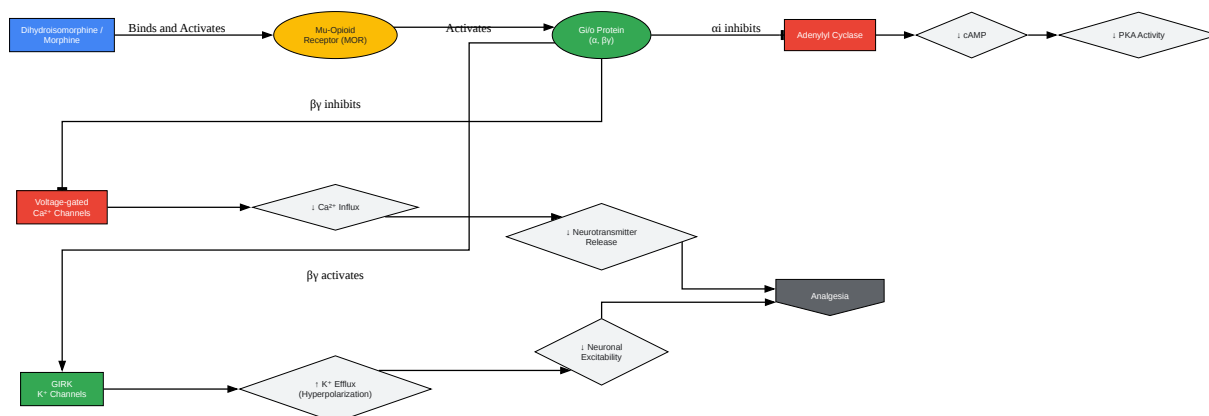 Dihydroisomorphine /
Morphine
Binds and Activates
Mu-Opioid
Receptor (MOR)
Activates
Gi/o Protein
(α, βγ)
αi inhibits
Adenylyl Cyclase
↓ cAMP
↓ PKA Activity
βγ inhibits
Voltage-gated
Ca²⁺ Channels
↓ Ca²⁺ Influx
↓ Neurotransmitter
Release
βγ activates
Analgesia
↓ Neuronal
Excitability
GIRK
K⁺ Channels
↑ K⁺ Efflux
(Hyperpolarization)